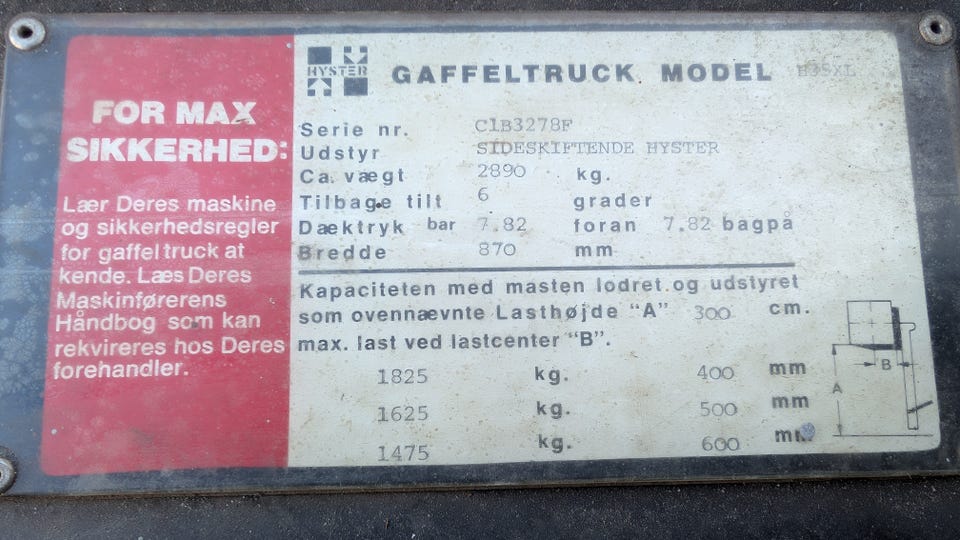 FOR MAX
SIKKERHED:
Lær Deres maskine
og sikkerhedsregler
for gaffeltruck at
kende. Læs Deres
Maskinførerens
Håndbog som kan
rekvireres hos Deres
forehandler.
HYSTER
GAFFELTRUCK MODEL H35XL
Serie nr. C1B3278F
Udstyr SIDESKIFTENDE HYSTER
Ca. vægt 2890 kg.
Tilbage tilt 6 grader
Dæktryk bar 7.82 foran 7.82 bagpå
Bredde 870 mm
Kapaciteten med masten lodret og udstyret
som ovennævnte Lasthøjde "A" 300 cm.
max. last ved lastcenter "B".
1825 kg. 400 mm
1625 kg. 500 mm
1475 kg. 600 mm
A
B